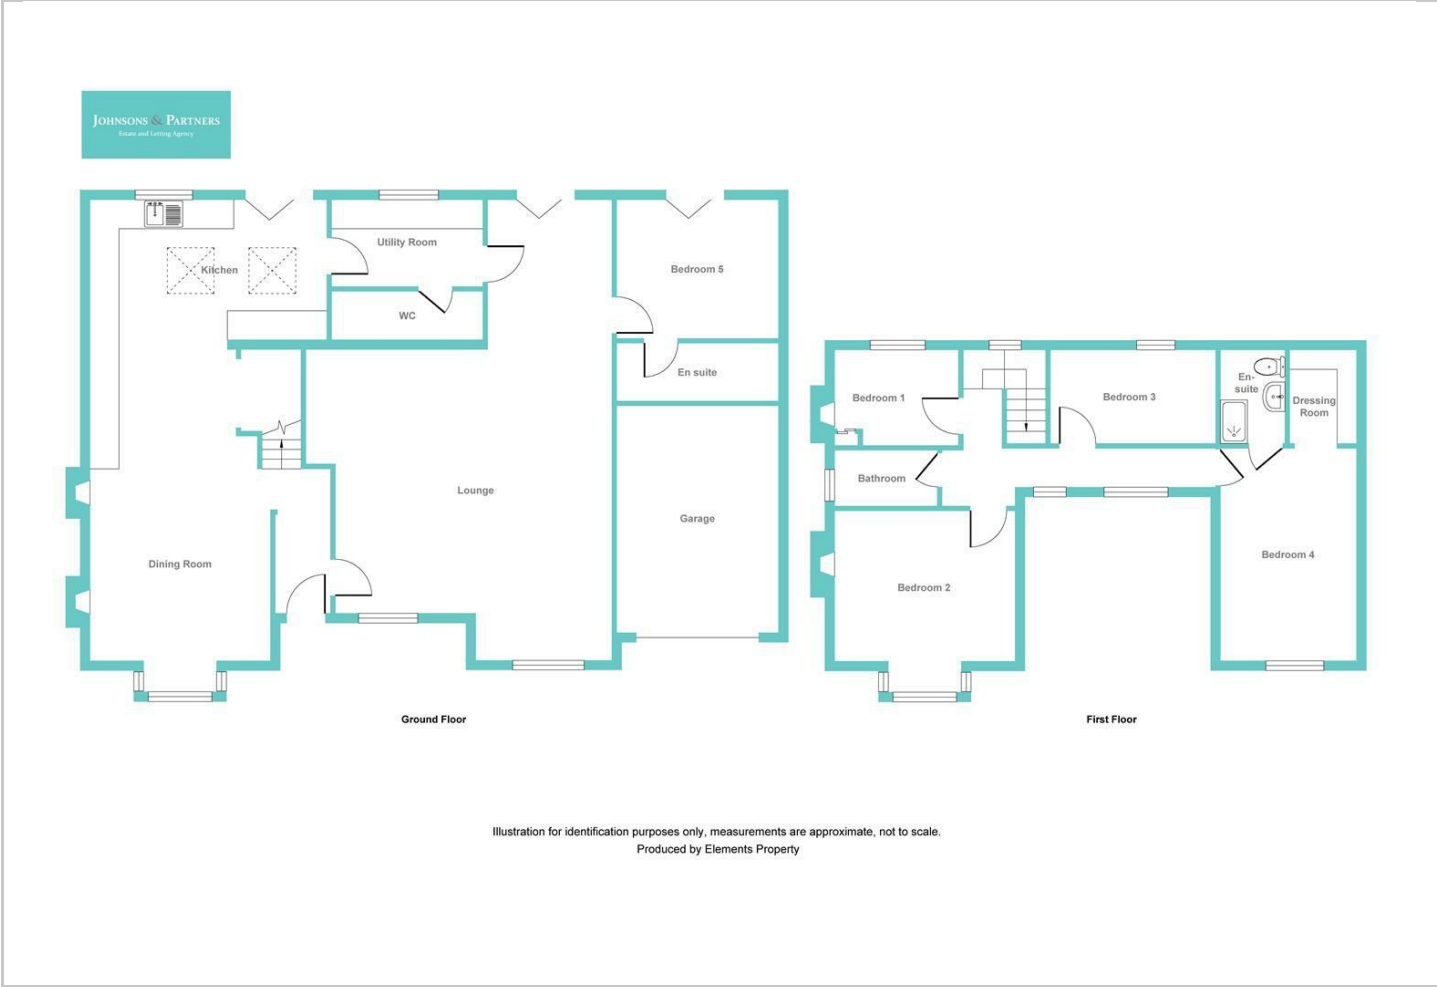 JOHNSONS & PARTNERS
Estate and Letting Agency
Utility Room
Kitchen
Bedroom 5
WC
En suite
Lounge
Garage
Dining Room
Ground Floor
Bedroom 1
Bedroom 3
En-
suite
Dressing
Room
Bathroom
Bedroom 4
Bedroom 2
First Floor
Illustration for identification purposes only, measurements are approximate, not to scale.
Produced by Elements Property